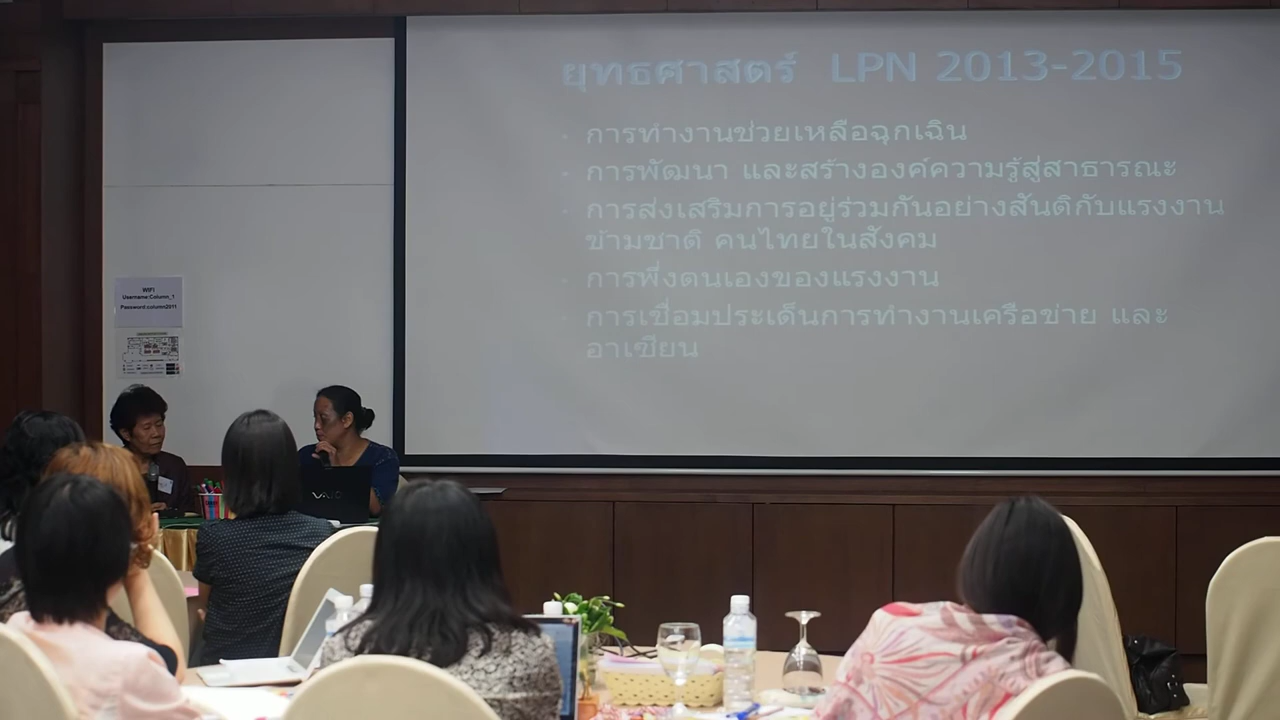 ยุทธศาสตร์ LPN 2013-2015
• การทำงานช่วยเหลือฉุกเฉิน
• การพัฒนา และสร้างองค์ความรู้สู่สาธารณะ
• การส่งเสริมการอยู่ร่วมกันอย่างสันติกับแรงงาน
ข้ามชาติ คนไทยในสังคม
• การพึ่งตนเองของแรงงาน
• การเชื่อมประเด็นการทำงานเครือข่าย และ
อาเซียน
WIFI
Username:Column_1
Password:column2011
VAIO